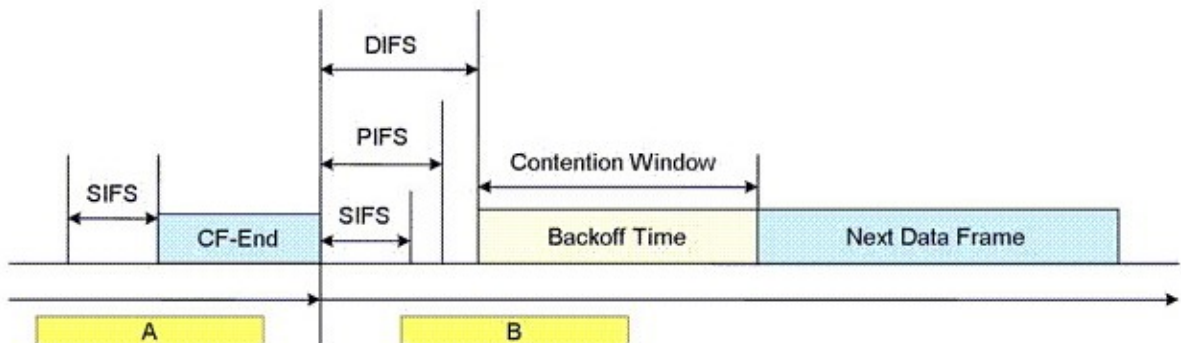 DIFS
PIFS
Contention Window
SIFS
SIFS
CF-End
Backoff Time
Next Data Frame
A
B